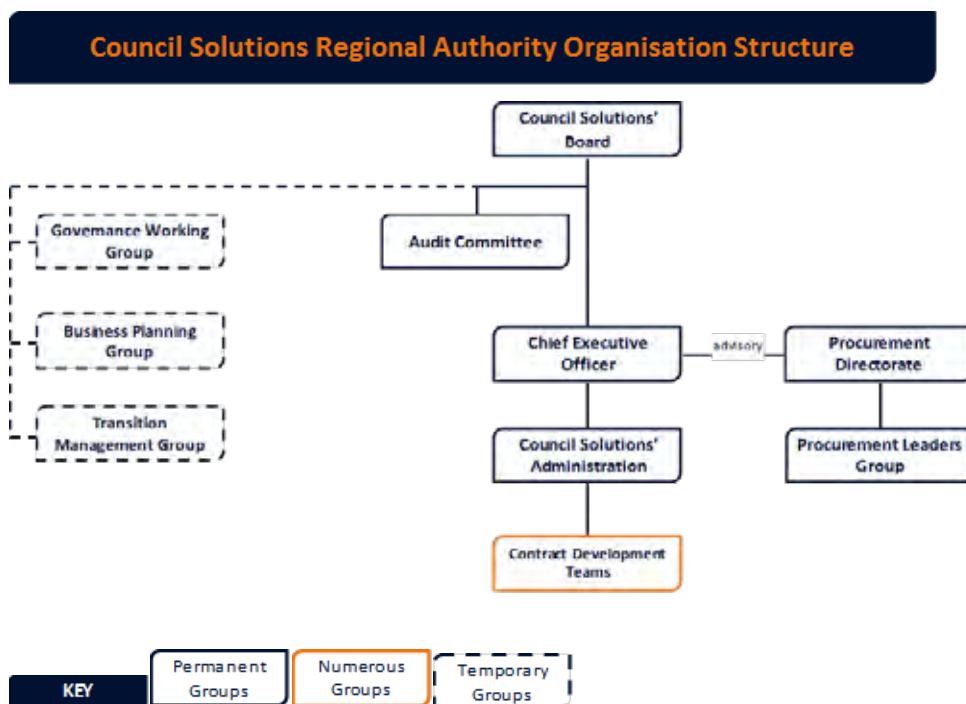 Council Solutions Regional Authority Organisation Structure
Council Solutions'
Board
Governance Working
Group
Audit Committee
Business Planning
Group
Chief Executive
Officer
advisory
Procurement
Directorate
Transition
Management Group
Council Solutions'
Administration
Procurement Leaders
Group
Contract Development
Teams
KEY
Permanent
Groups
Numerous
Groups
Temporary
Groups